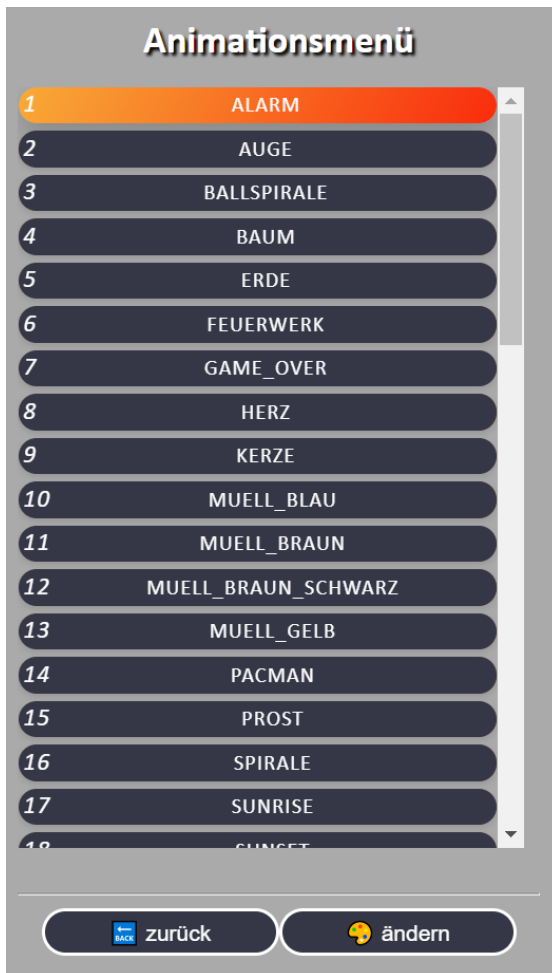 Animationsmenü
1 ALARM
2 AUGE
3 BALLSPIRALE
4 BAUM
5 ERDE
6 FEUERWERK
7 GAME_OVER
8 HERZ
9 KERZE
10 MUELL_BLAU
11 MUELL_BRAUN
12 MUELL_BRAUN_SCHWARZ
13 MUELL_GELB
14 PACMAN
15 PROST
16 SPIRALE
17 SUNRISE
18 SUNSET
BACK zurück ändern